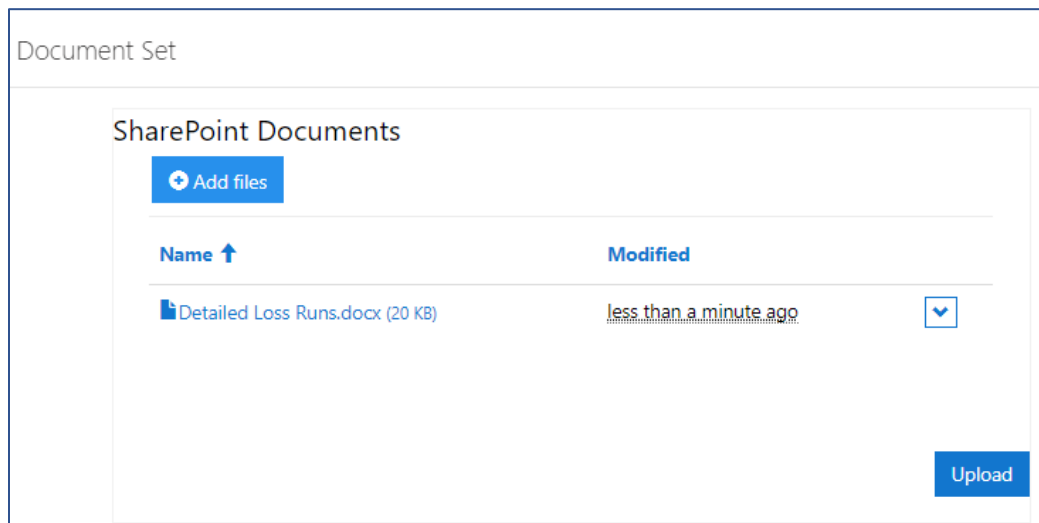 Document Set
SharePoint Documents
Add files
Name Modified
Detailed Loss Runs.docx (20 KB) less than a minute ago
Upload